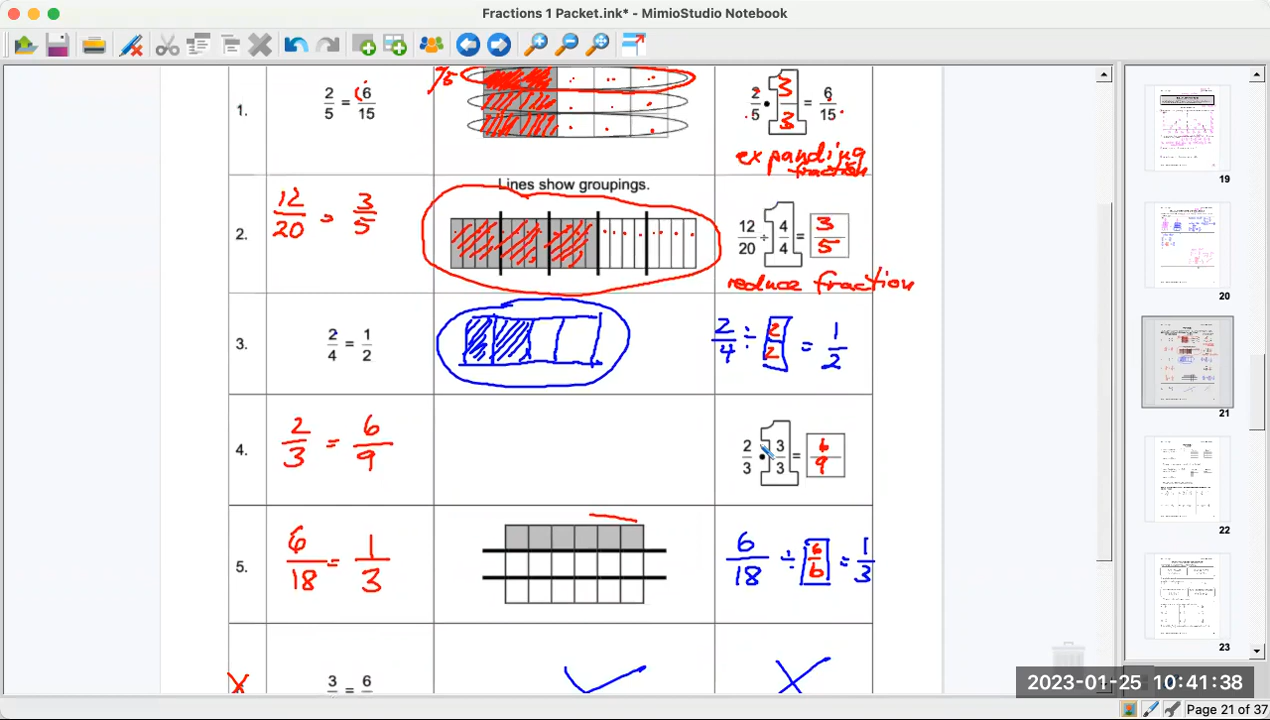 Fractions 1 Packet.ink* - MimioStudio Notebook
1. 2/5 = 6/15 /5 2/5 • 3/3 = 6/15
expanding
fraction
Lines show groupings.
2. 12/20 = 3/5 12/20 ÷ 4/4 = 3/5
reduce fraction
3. 2/4 = 1/2 2/4 ÷ 2/2 = 1/2
4. 2/3 = 6/9 2/3 • 3/3 = 6/9
5. 6/18 = 1/3 6/18 ÷ 6/6 = 1/3
X 3 = 6
19
20
21
22
23
2023-01-25 10:41:38
Page 21 of 37